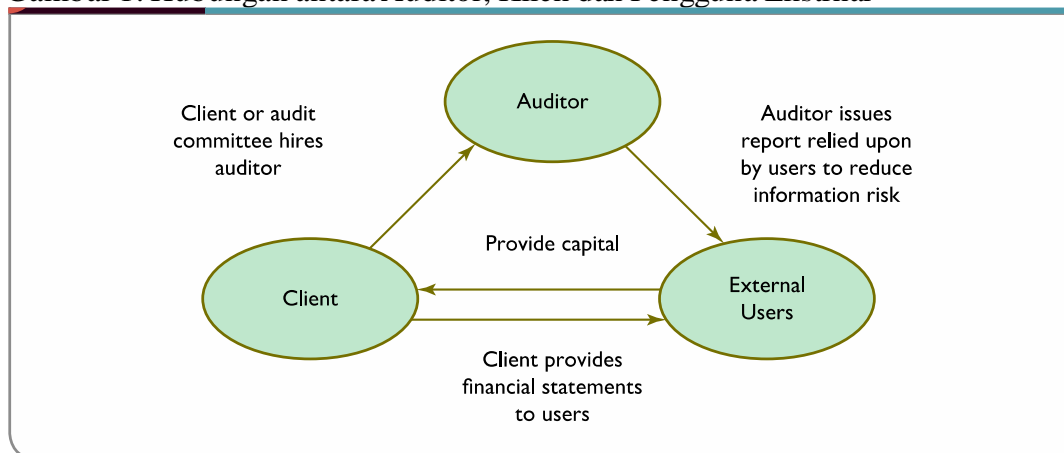 Auditor
Client or audit
committee hires
auditor
Auditor issues
report relied upon
by users to reduce
information risk
Provide capital
Client
External
Users
Client provides
financial statements
to users